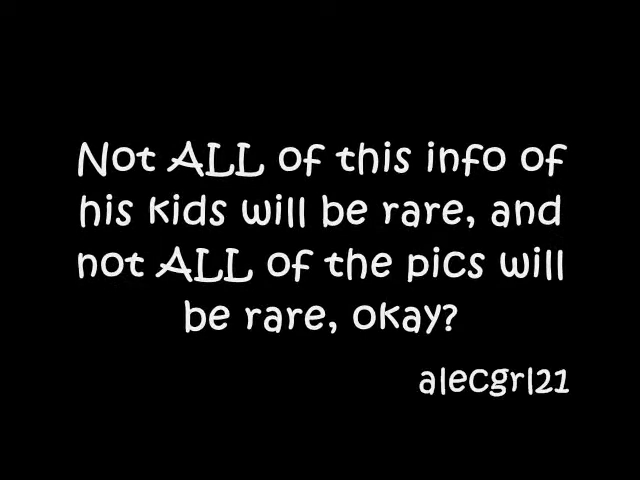 Not ALL of this info of
his kids will be rare, and
not ALL of the pics will
be rare, okay?
alecgrl21